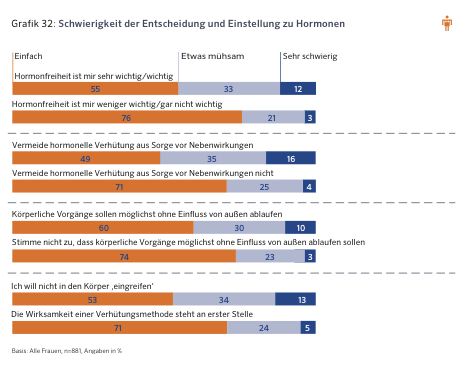 Grafik 32: Schwierigkeit der Entscheidung und Einstellung zu Hormonen
Einfach Etwas mühsam Sehr schwierig
Hormonfreiheit ist mir sehr wichtig/wichtig
55 33 12
Hormonfreiheit ist mir weniger wichtig/gar nicht wichtig
76 21 3
Vermeide hormonelle Verhütung aus Sorge vor Nebenwirkungen
49 35 16
Vermeide hormonelle Verhütung aus Sorge vor Nebenwirkungen nicht
71 25 4
Körperliche Vorgänge sollen möglichst ohne Einfluss von außen ablaufen
60 30 10
Stimme nicht zu, dass körperliche Vorgänge möglichst ohne Einfluss von außen ablaufen sollen
74 23 3
Ich will nicht in den Körper ‚eingreifen‘
53 34 13
Die Wirksamkeit einer Verhütungsmethode steht an erster Stelle
71 24 5
Basis: Alle Frauen, n=881, Angaben in %